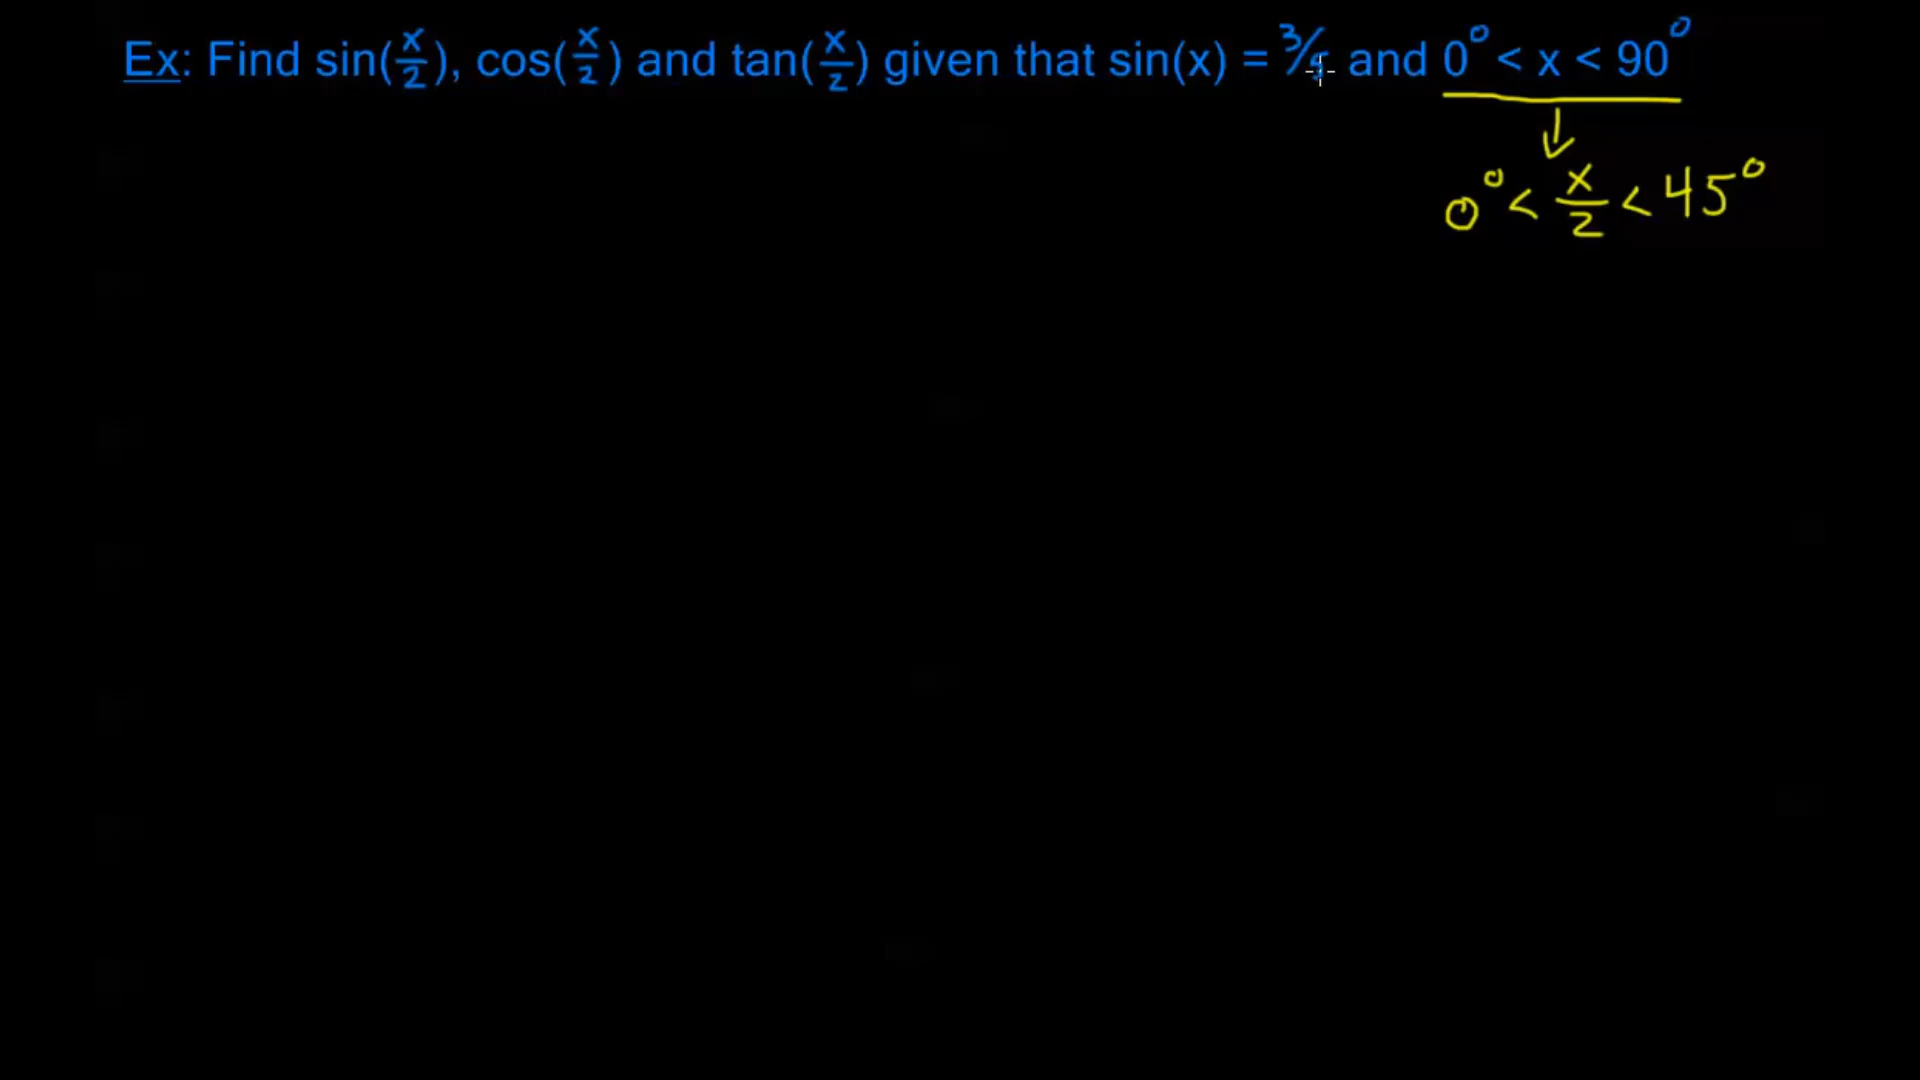 Ex: Find sin(x/2), cos(x/2) and tan(x/2) given that sin(x) = 3/5 and 0° < x < 90°
0° < x/2 < 45°